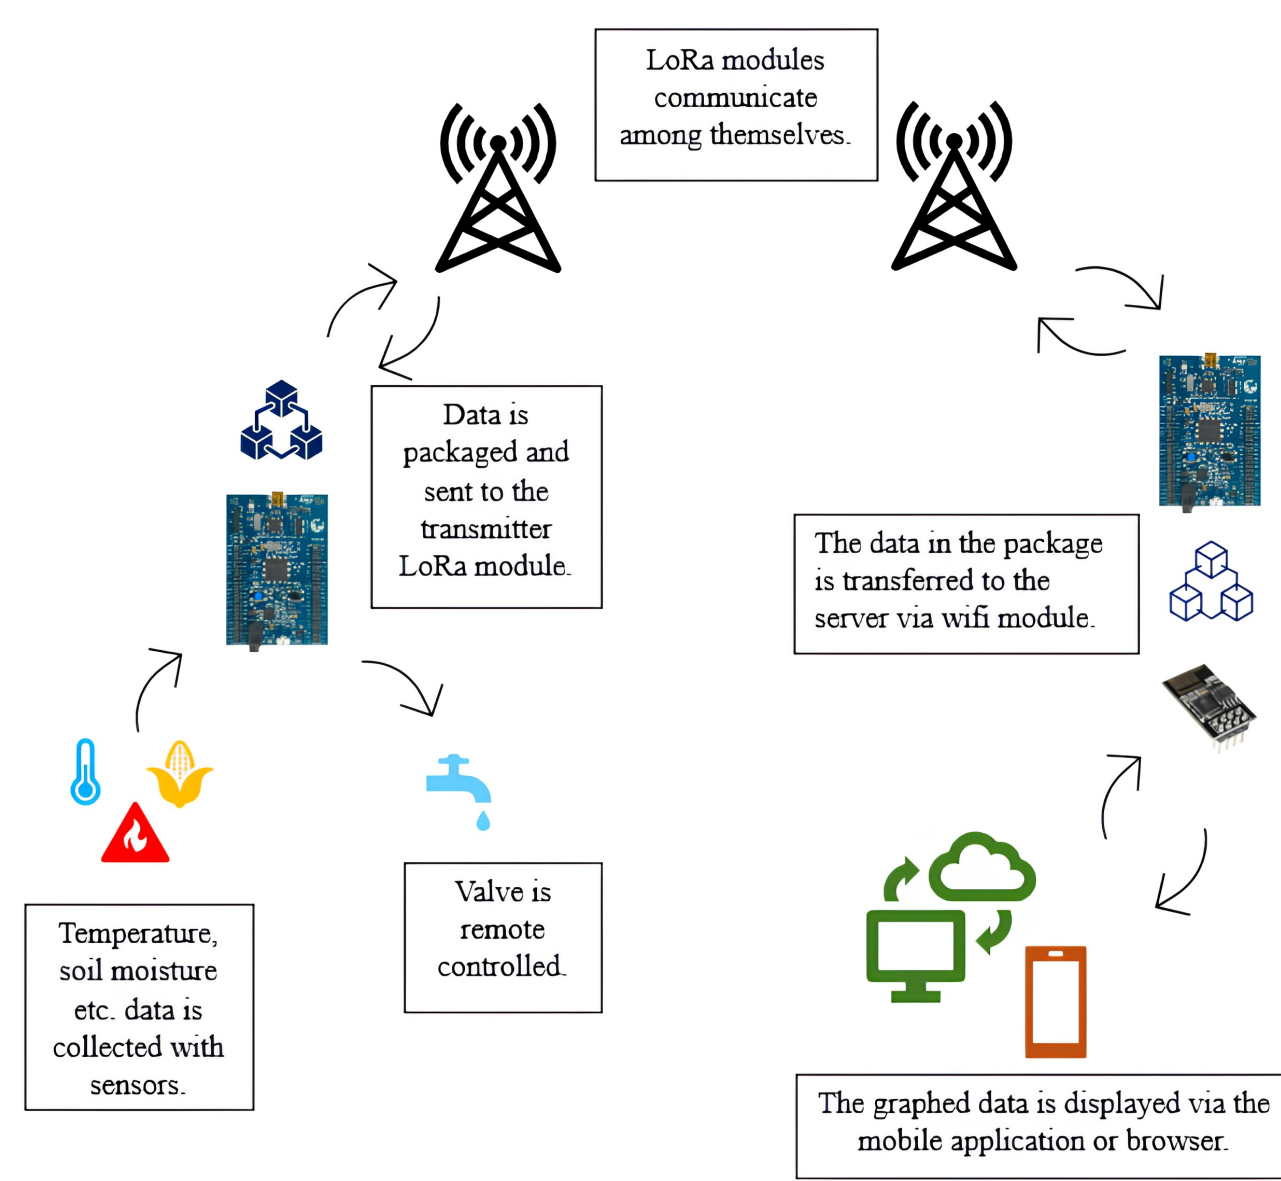 LoRa modules
communicate
among themselves.
Data is
packaged and
sent to the
transmitter
LoRa module.
The data in the package
is transferred to the
server via wifi module.
Valve is
remote
controlled.
Temperature,
soil moisture
etc. data is
collected with
sensors.
The graphed data is displayed via the
mobile application or browser.